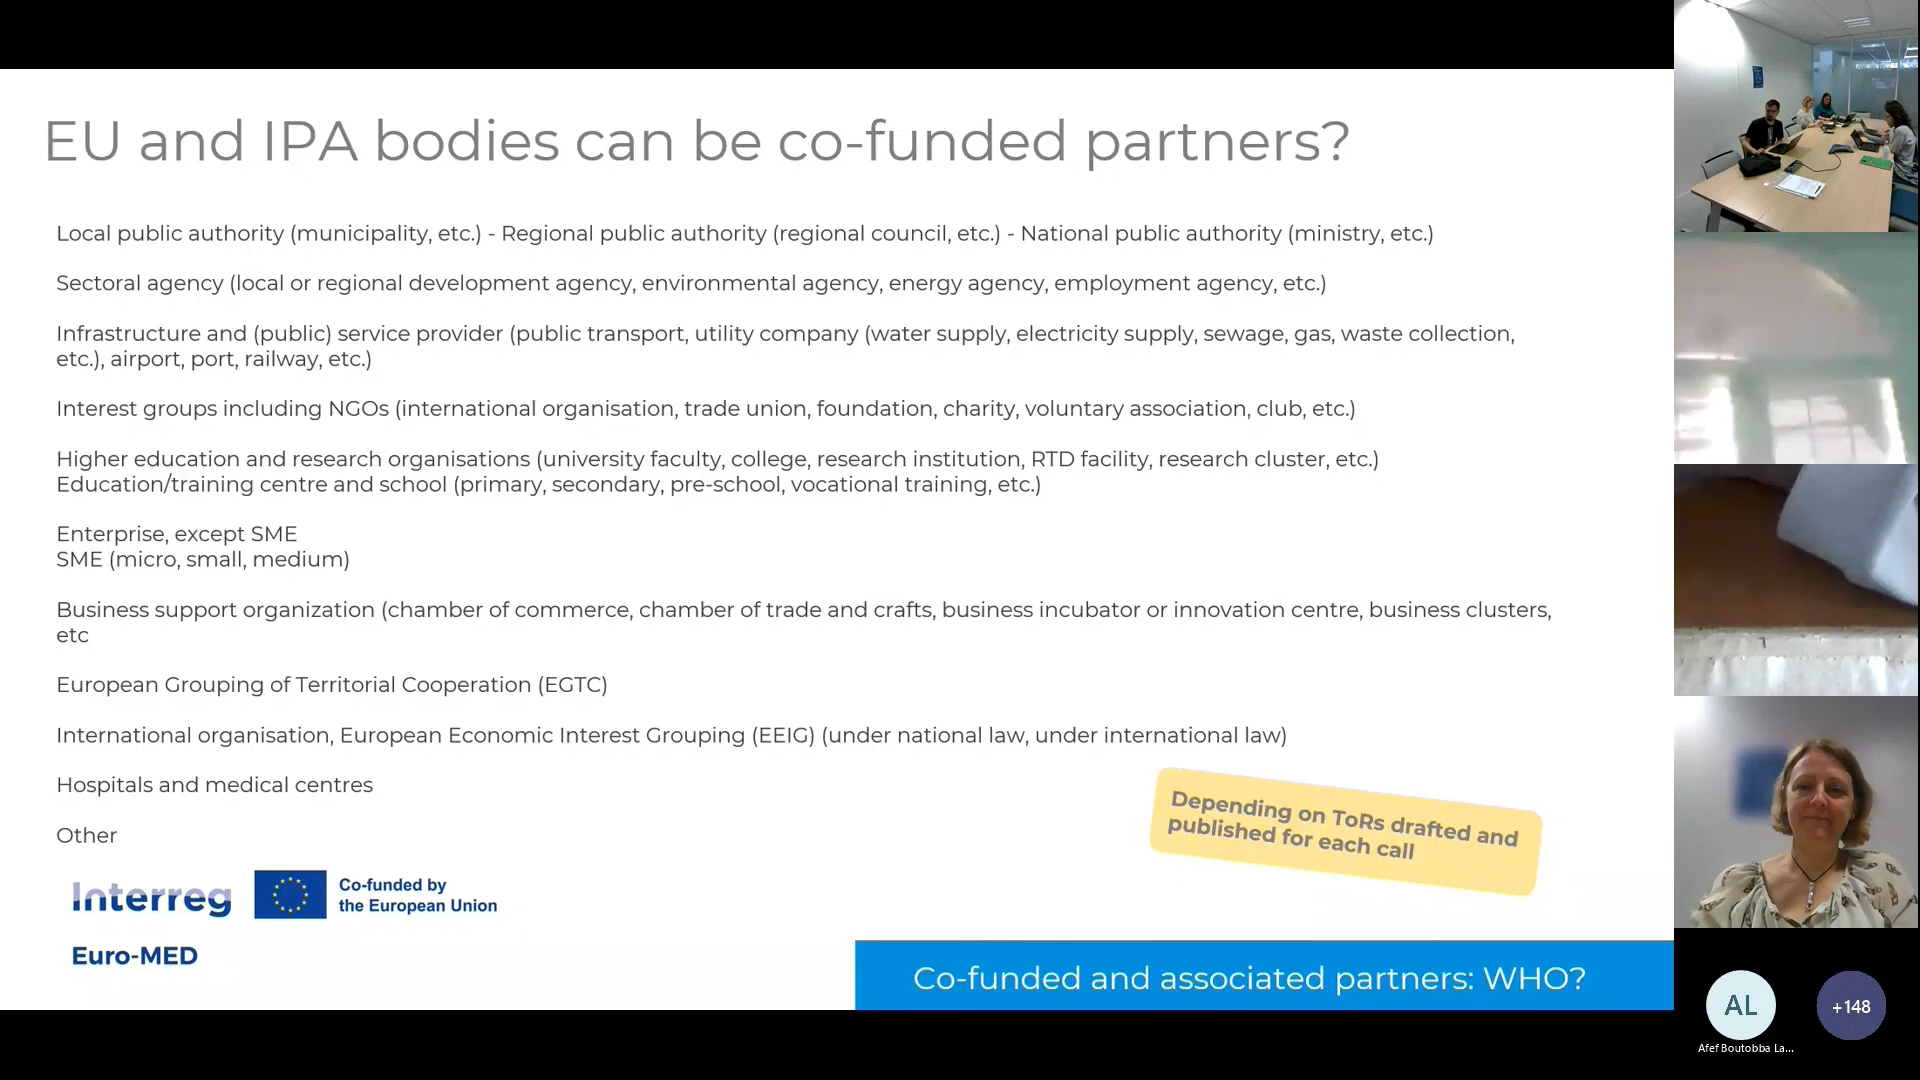 EU and IPA bodies can be co-funded partners?
Local public authority (municipality, etc.) - Regional public authority (regional council, etc.) - National public authority (ministry, etc.)
Sectoral agency (local or regional development agency, environmental agency, energy agency, employment agency, etc.)
Infrastructure and (public) service provider (public transport, utility company (water supply, electricity supply, sewage, gas, waste collection,
etc.), airport, port, railway, etc.)
Interest groups including NGOs (international organisation, trade union, foundation, charity, voluntary association, club, etc.)
Higher education and research organisations (university faculty, college, research institution, RTD facility, research cluster, etc.)
Education/training centre and school (primary, secondary, pre-school, vocational training, etc.)
Enterprise, except SME
SME (micro, small, medium)
Business support organization (chamber of commerce, chamber of trade and crafts, business incubator or innovation centre, business clusters,
etc
European Grouping of Territorial Cooperation (EGTC)
International organisation, European Economic Interest Grouping (EEIG) (under national law, under international law)
Hospitals and medical centres
Other
Depending on ToRs drafted and
published for each call
Interreg
Co-funded by
the European Union
Euro-MED
Co-funded and associated partners: WHO?
AL
+148
Afef Boutobba La...